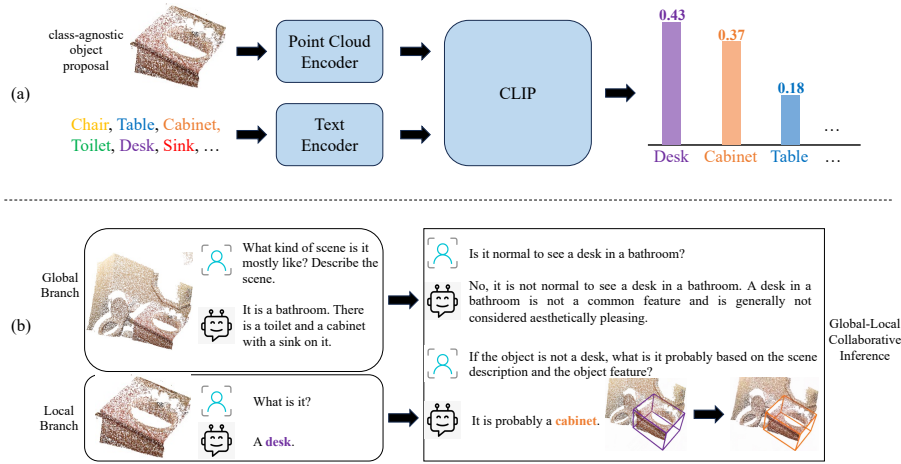 class-agnostic
object
proposal
(a)
Point Cloud
Encoder
Chair, Table, Cabinet,
Toilet, Desk, Sink, …
Text
Encoder
CLIP
0.43
0.37
0.18
…
Desk
Cabinet
Table
…
(b)
Global
Branch
What kind of scene is it
mostly like? Describe the
scene.
It is a bathroom. There
is a toilet and a cabinet
with a sink on it.
Local
Branch
What is it?
A desk.
Is it normal to see a desk in a bathroom?
No, it is not normal to see a desk in a bathroom. A desk in a
bathroom is not a common feature and is generally not
considered aesthetically pleasing.
If the object is not a desk, what is it probably based on the scene
description and the object feature?
It is probably a cabinet.
Global-Local
Collaborative
Inference